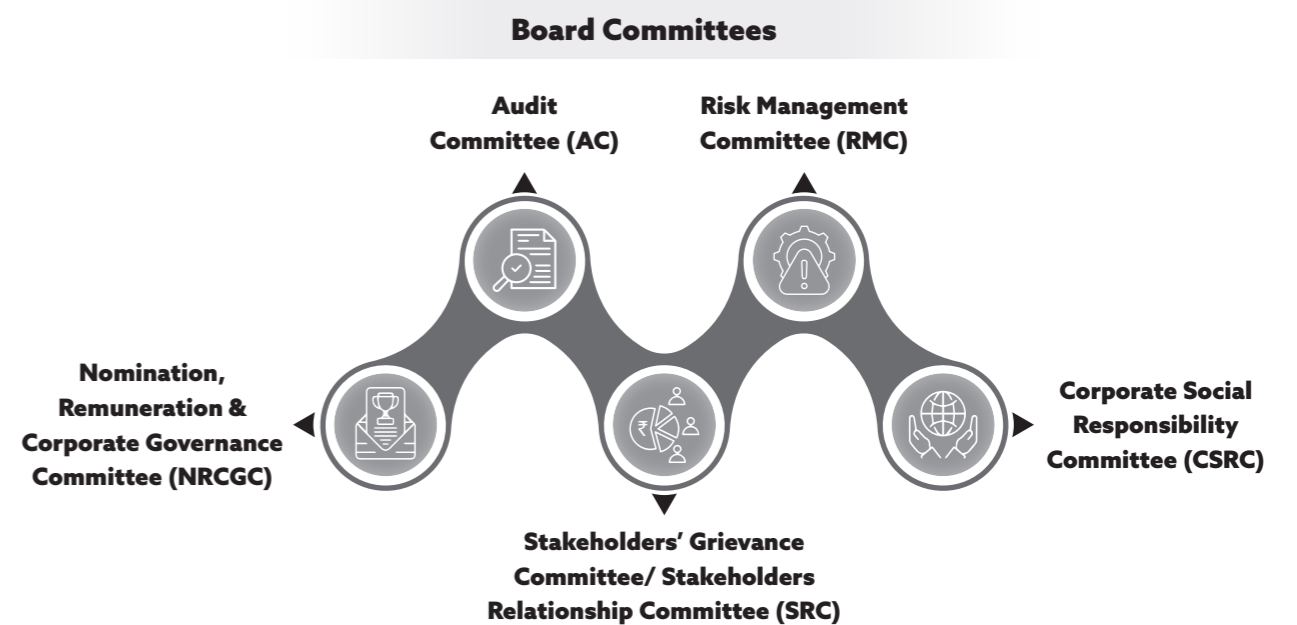 Board Committees
Audit
Committee (AC)
Risk Management
Committee (RMC)
Nomination,
Remuneration &
Corporate Governance
Committee (NRCGC)
₹
Corporate Social
Responsibility
Committee (CSRC)
Stakeholders’ Grievance
Committee/ Stakeholders
Relationship Committee (SRC)